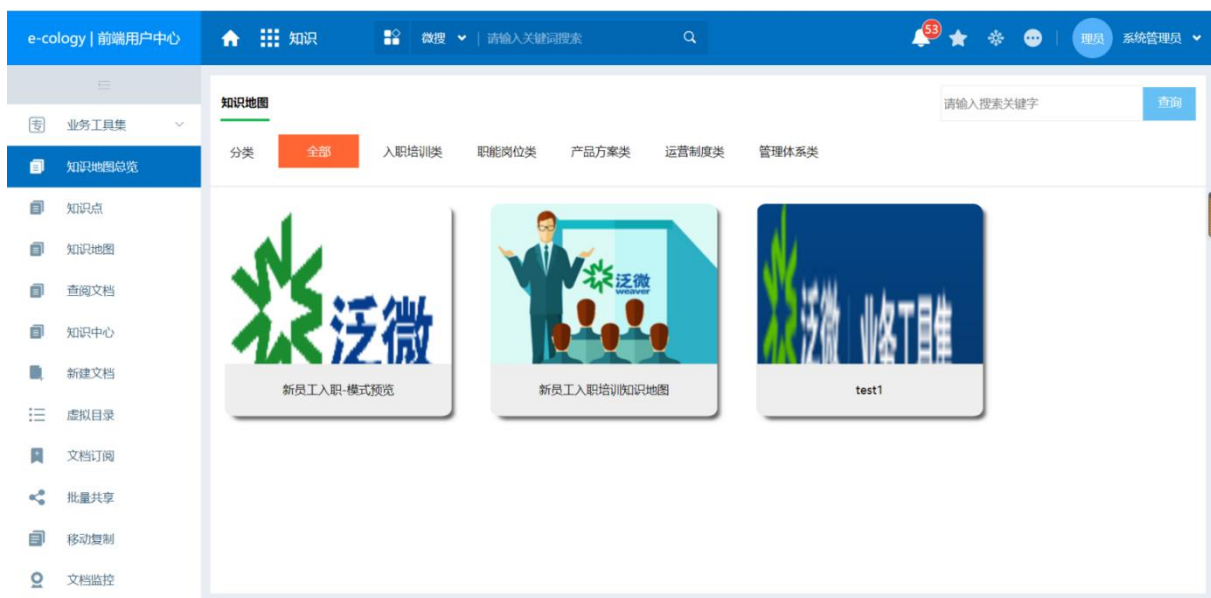 e-cology | 前端用户中心
知识
微搜
请输入关键词搜索
53
理员
系统管理员
业务工具集
专
知识地图总览
知识点
知识地图
查阅文档
知识中心
新建文档
虚拟目录
文档订阅
批量共享
移动复制
文档监控
知识地图
请输入搜索关键字
查询
分类
全部
入职培训类
职能岗位类
产品方案类
运营制度类
管理体系类
泛微
新员工入职-模式预览
泛微
weaver
新员工入职培训知识地图
泛微 业务工具集
test1